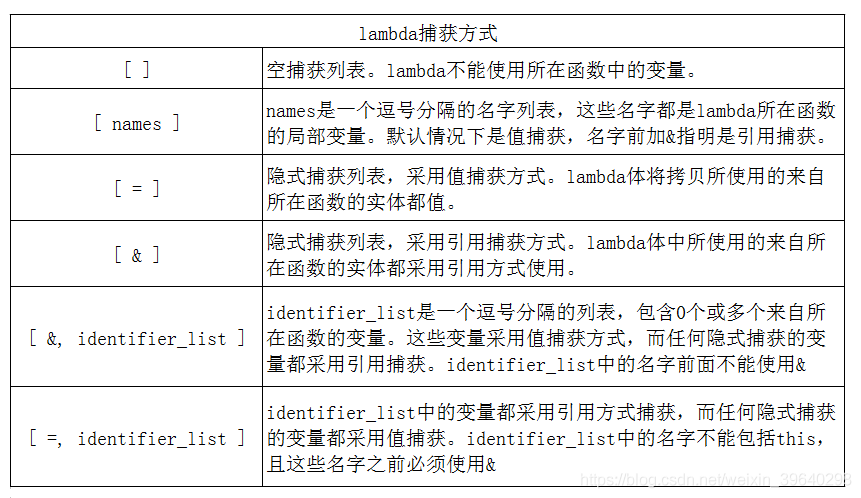 lambda捕获方式
[ ]
空捕获列表。lambda不能使用所在函数中的变量。
[ names ]
names是一个逗号分隔的名字列表，这些名字都是lambda所在函数
的局部变量。默认情况下是值捕获，名字前加&指明是引用捕获。
[ = ]
隐式捕获列表，采用值捕获方式。lambda体将拷贝所使用的来自
所在函数的实体都值。
[ & ]
隐式捕获列表，采用引用捕获方式。lambda体中所使用的来自所
在函数的实体都采用引用方式使用。
[ &, identifier_list ]
identifier_list是一个逗号分隔的列表，包含0个或多个来自所
在函数的变量。这些变量采用值捕获方式，而任何隐式捕获的变
量都采用引用捕获。identifier_list中的名字前面不能使用&
[ =, identifier_list ]
identifier_list中的变量都采用引用方式捕获，而任何隐式捕获
的变量都采用值捕获。identifier_list中的名字不能包括this，
且这些名字之前必须使用&
https://blog.csdn.net/weixin_39640298